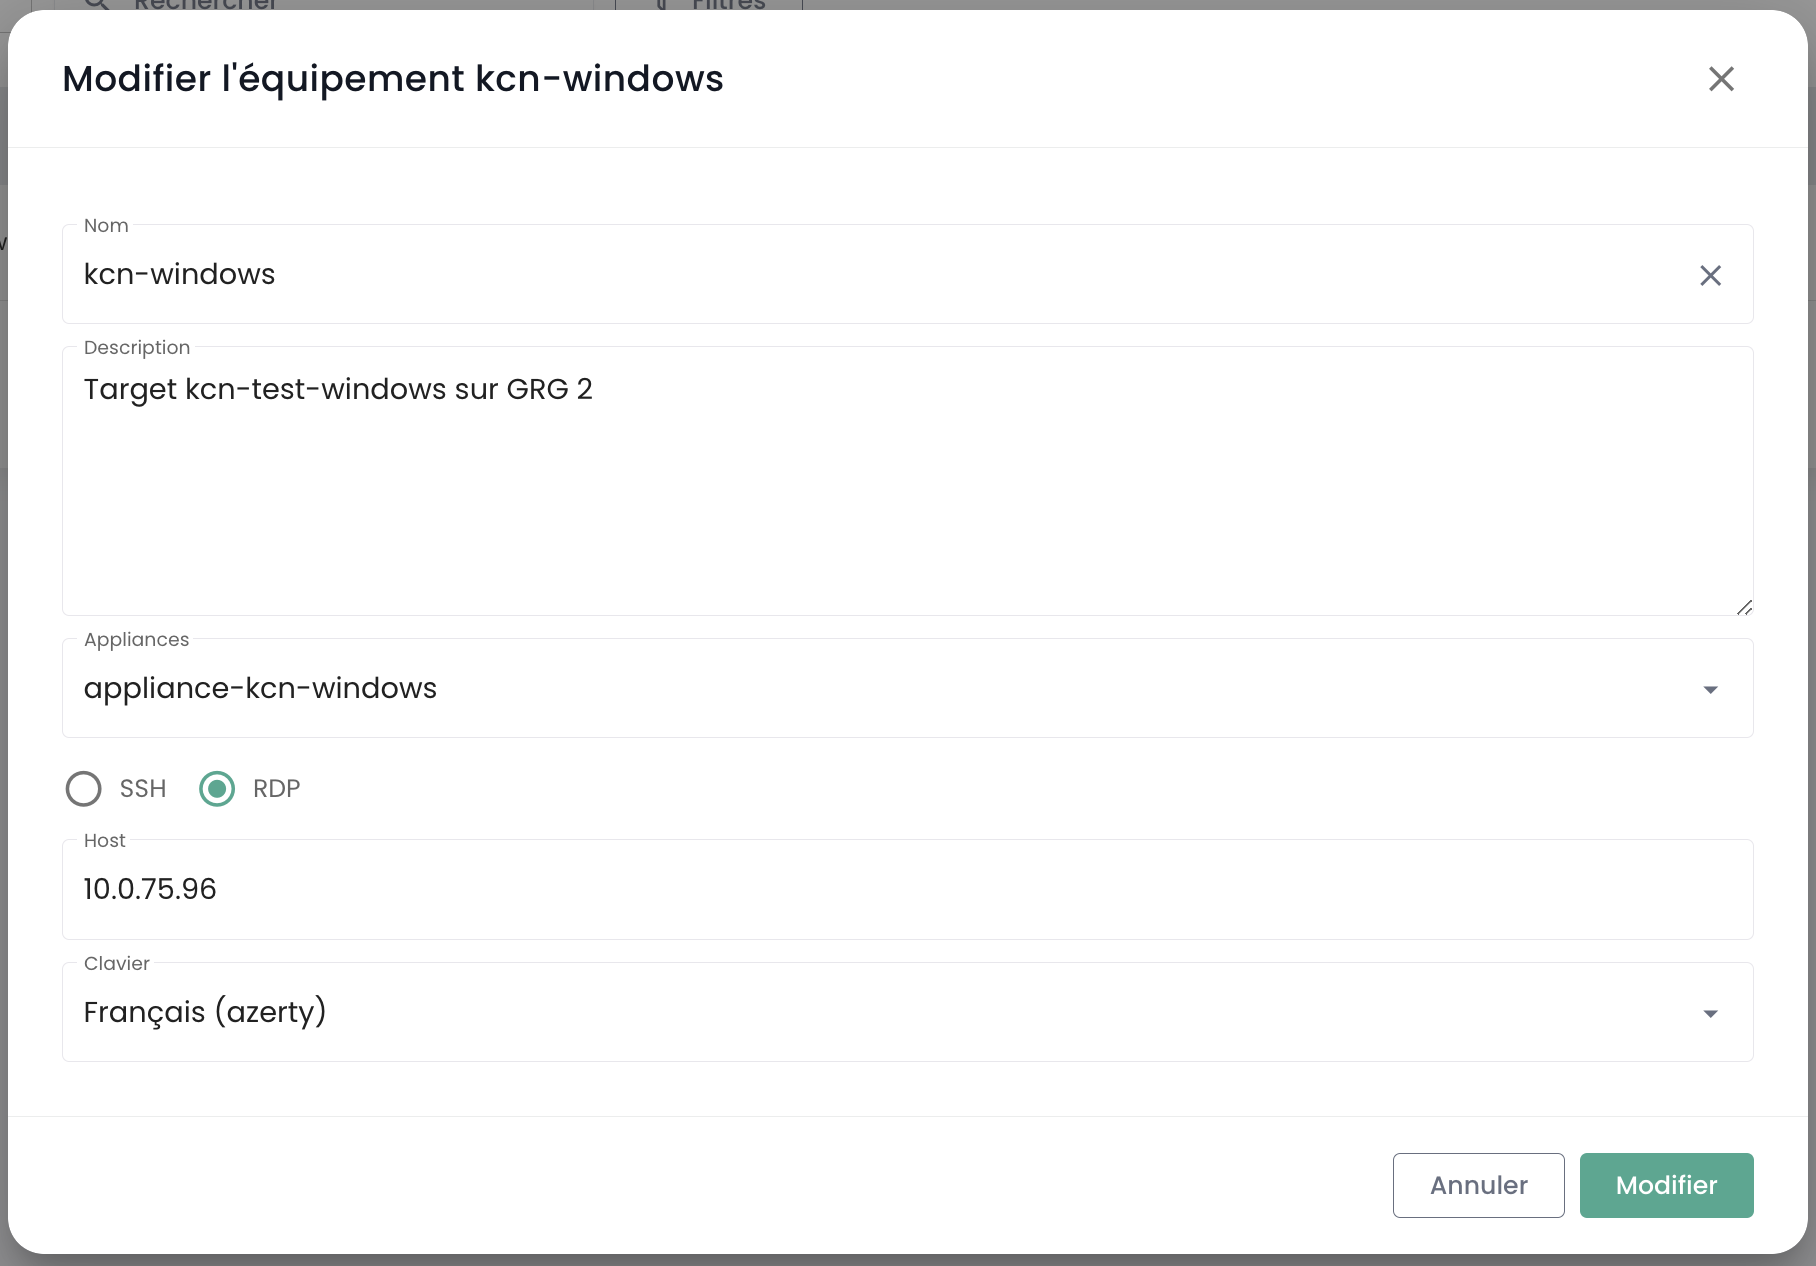 Rechercher
Filtres
Modifier l'équipement kcn-windows
Nom
kcn-windows
Description
Target kcn-test-windows sur GRG 2
Appliances
appliance-kcn-windows
SSH
RDP
Host
10.0.75.96
Clavier
Français (azerty)
Annuler
Modifier